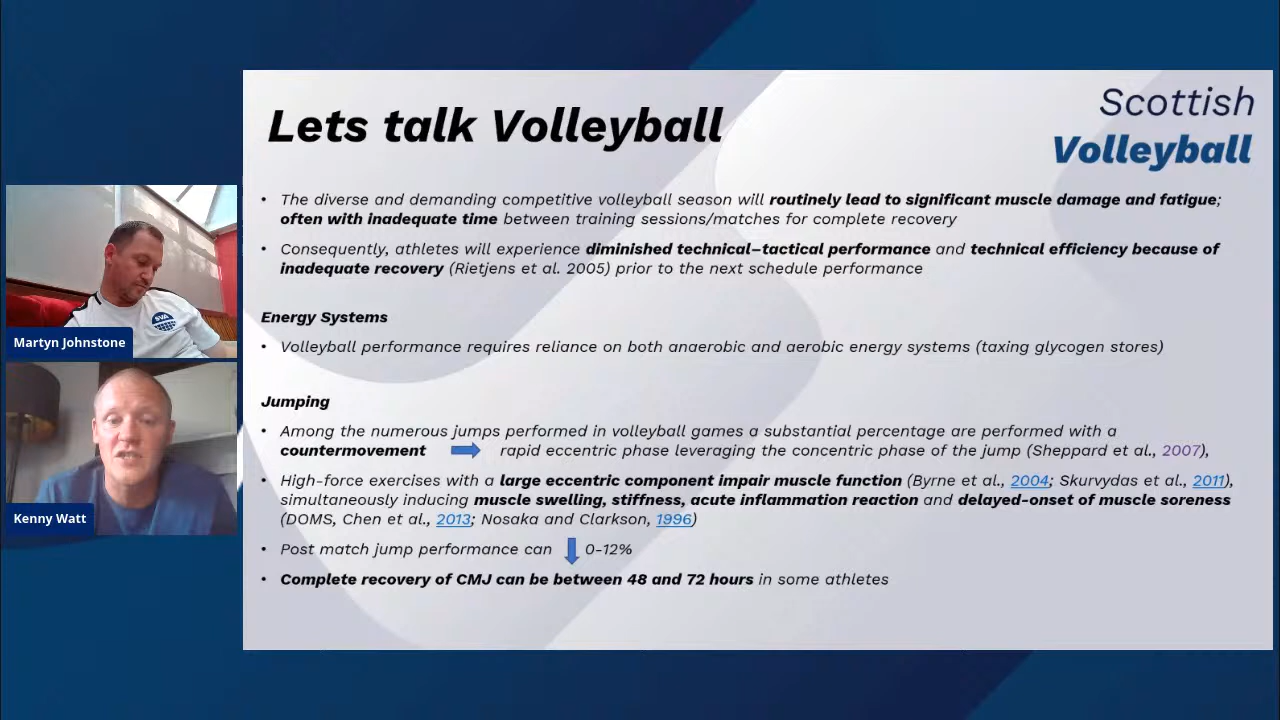 Lets talk Volleyball
Scottish
Volleyball
• The diverse and demanding competitive volleyball season will routinely lead to significant muscle damage and fatigue;
often with inadequate time between training sessions/matches for complete recovery
• Consequently, athletes will experience diminished technical–tactical performance and technical efficiency because of
inadequate recovery (Rietjens et al. 2005) prior to the next schedule performance
Energy Systems
• Volleyball performance requires reliance on both anaerobic and aerobic energy systems (taxing glycogen stores)
Jumping
• Among the numerous jumps performed in volleyball games a substantial percentage are performed with a
countermovement rapid eccentric phase leveraging the concentric phase of the jump (Sheppard et al., 2007),
• High-force exercises with a large eccentric component impair muscle function (Byrne et al., 2004; Skurvydas et al., 2011),
simultaneously inducing muscle swelling, stiffness, acute inflammation reaction and delayed-onset of muscle soreness
(DOMS, Chen et al., 2013; Nosaka and Clarkson, 1996)
• Post match jump performance can 0-12%
• Complete recovery of CMJ can be between 48 and 72 hours in some athletes
SVA
Martyn Johnstone
Kenny Watt